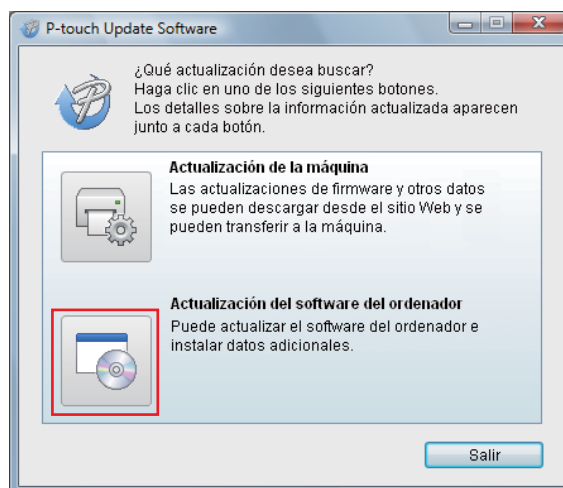 P-touch Update Software
¿Qué actualización desea buscar?
Haga clic en uno de los siguientes botones.
Los detalles sobre la información actualizada aparecen
junto a cada botón.
Actualización de la máquina
Las actualizaciones de firmware y otros datos
se pueden descargar desde el sitio Web y se
pueden transferir a la máquina.
Actualización del software del ordenador
Puede actualizar el software del ordenador e
instalar datos adicionales.
Salir